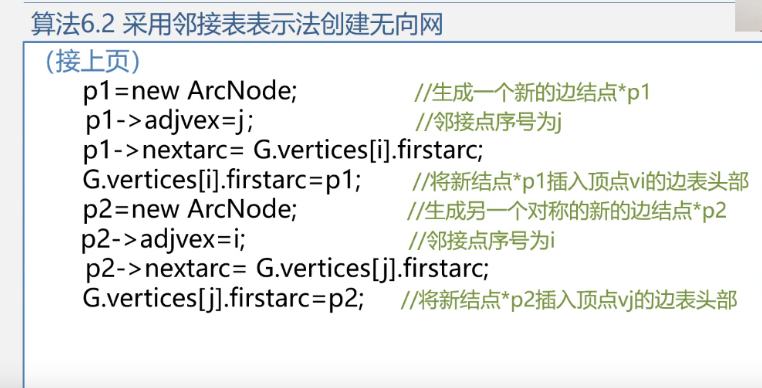 算法6.2 采用邻接表表示法创建无向网
（接上页）
p1=new ArcNode; //生成一个新的边结点*p1
p1->adjvex=j; //邻接点序号为j
p1->nextarc= G.vertices[i].firstarc;
G.vertices[i].firstarc=p1; //将新结点*p1插入顶点vi的边表头部
p2=new ArcNode; //生成另一个对称的新的边结点*p2
p2->adjvex=i; //邻接点序号为i
p2->nextarc= G.vertices[j].firstarc;
G.vertices[j].firstarc=p2; //将新结点*p2插入顶点vj的边表头部